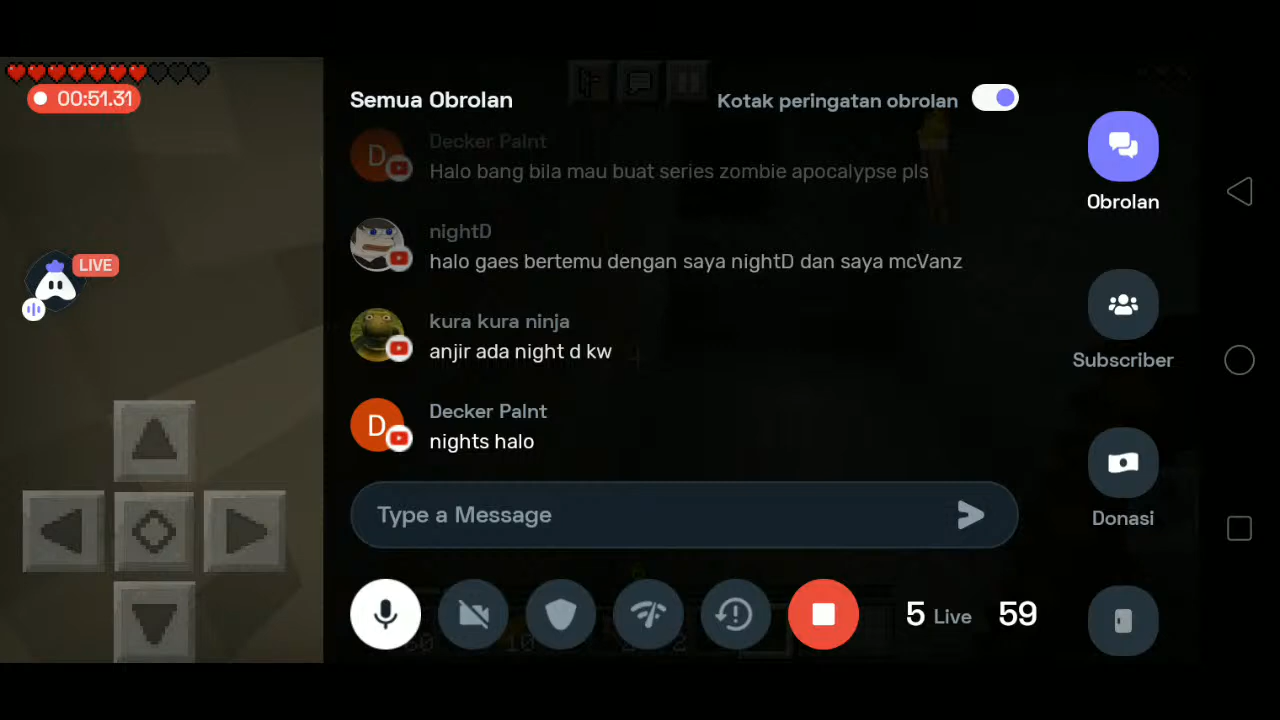 00:51.31
Semua Obrolan
Kotak peringatan obrolan
Decker Palnt
D
Halo bang bila mau buat series zombie apocalypse pls
Obrolan
nightD
halo gaes bertemu dengan saya nightD dan saya mcVanz
LIVE
kura kura ninja
anjir ada night d kw
Subscriber
Decker Palnt
D
nights halo
Type a Message
Donasi
5 Live 59